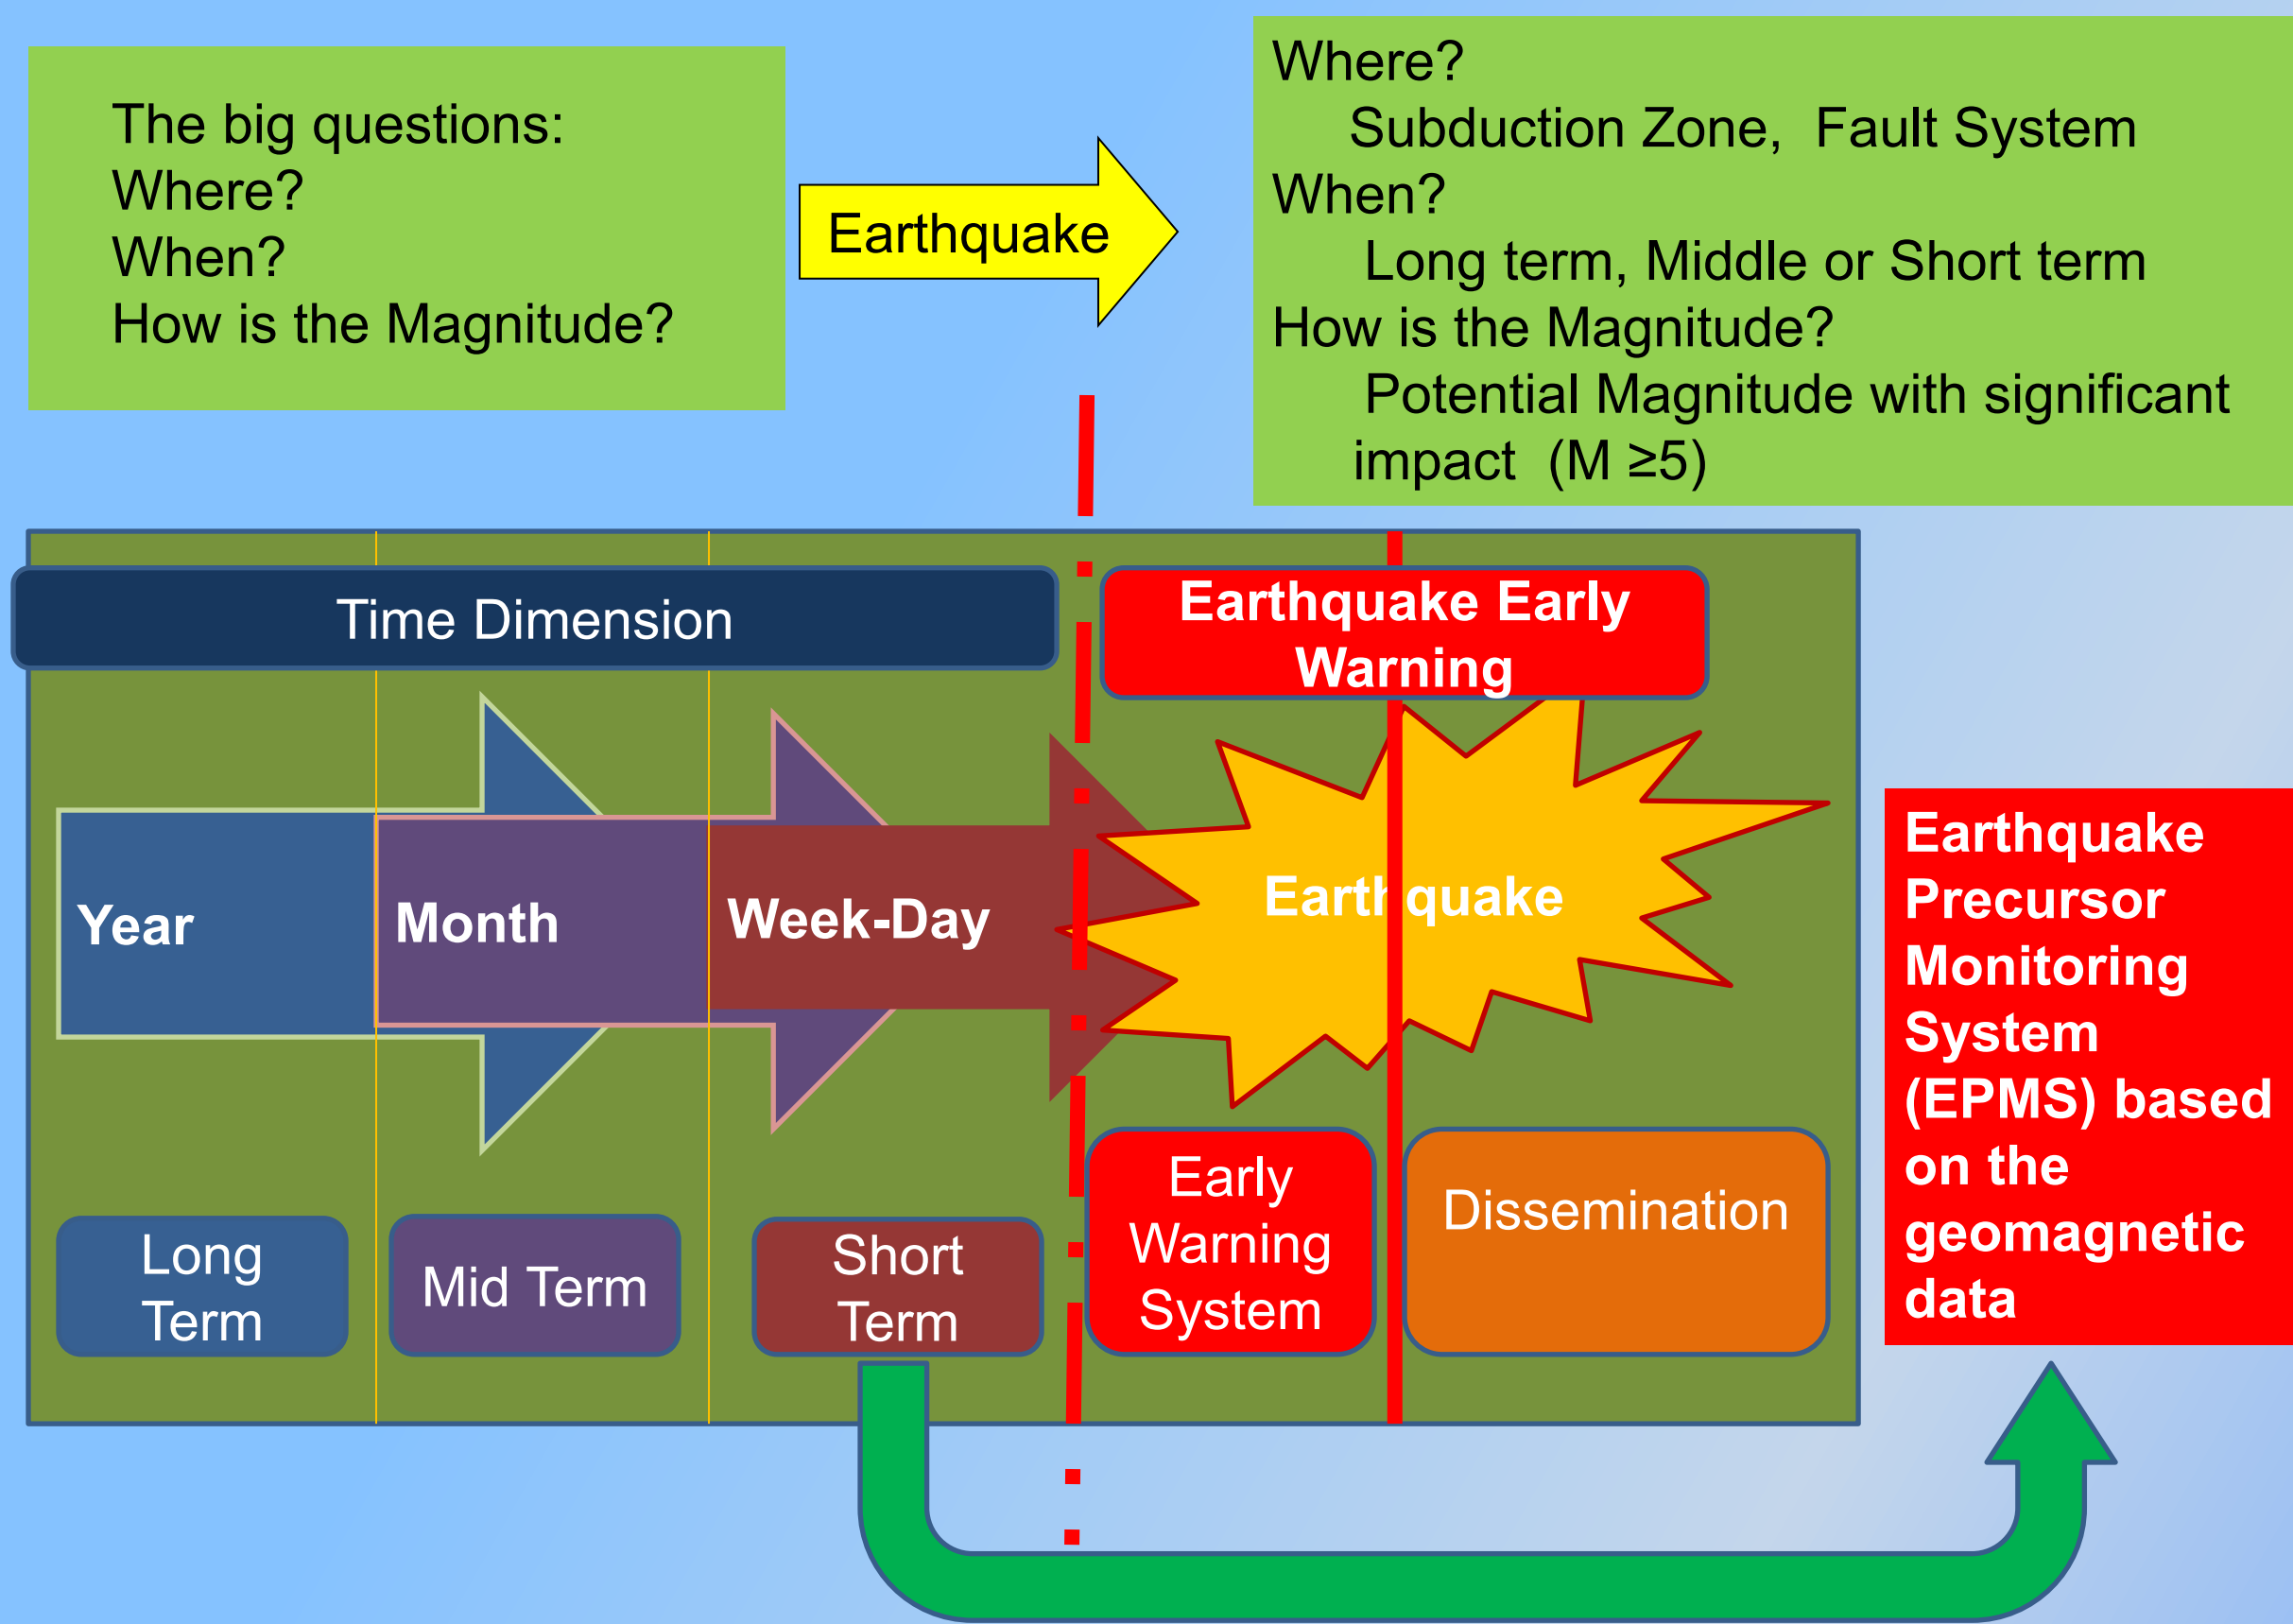 The big questions:
Where?
When?
How is the Magnitude?
Earthquake
Where?
Subduction Zone, Fault System
When?
Long term, Middle or Short term
How is the Magnitude?
Potential Magnitude with significant
impact (M ≥5)
Time Dimension
Earthquake Early
Warning
Year
Month
Week-Day
Earthquake
Long
Term
Mid Term
Short
Term
Early
Warning
System
Dissemination
Earthquake
Precursor
Monitoring
System
(EPMS) based
on the
geomagnetic
data